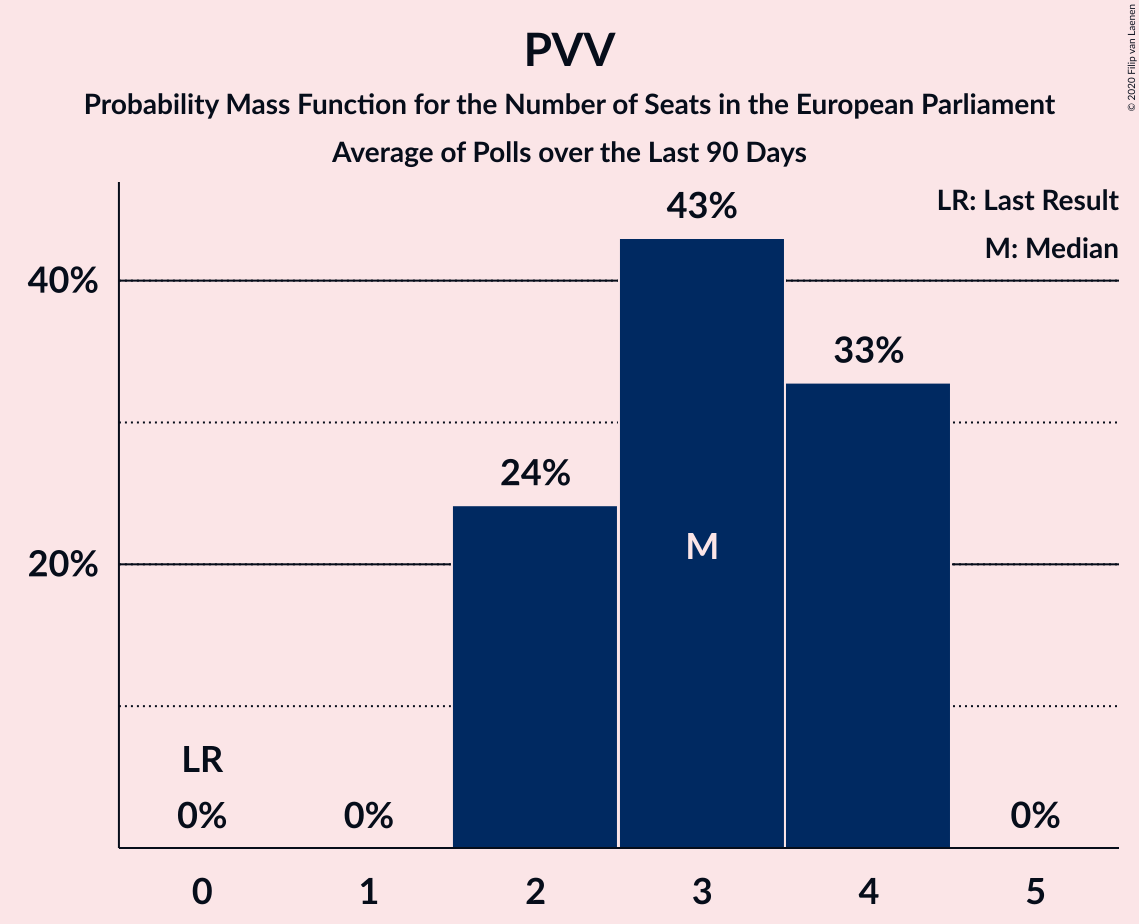 PVV
Probability Mass Function for the Number of Seats in the European Parliament
Average of Polls over the Last 90 Days
© 2020 Filip van Laenen
LR: Last Result
M: Median
43%
40%
33%
24%
M
20%
LR
0%
0%
0%
0
1
2
3
4
5